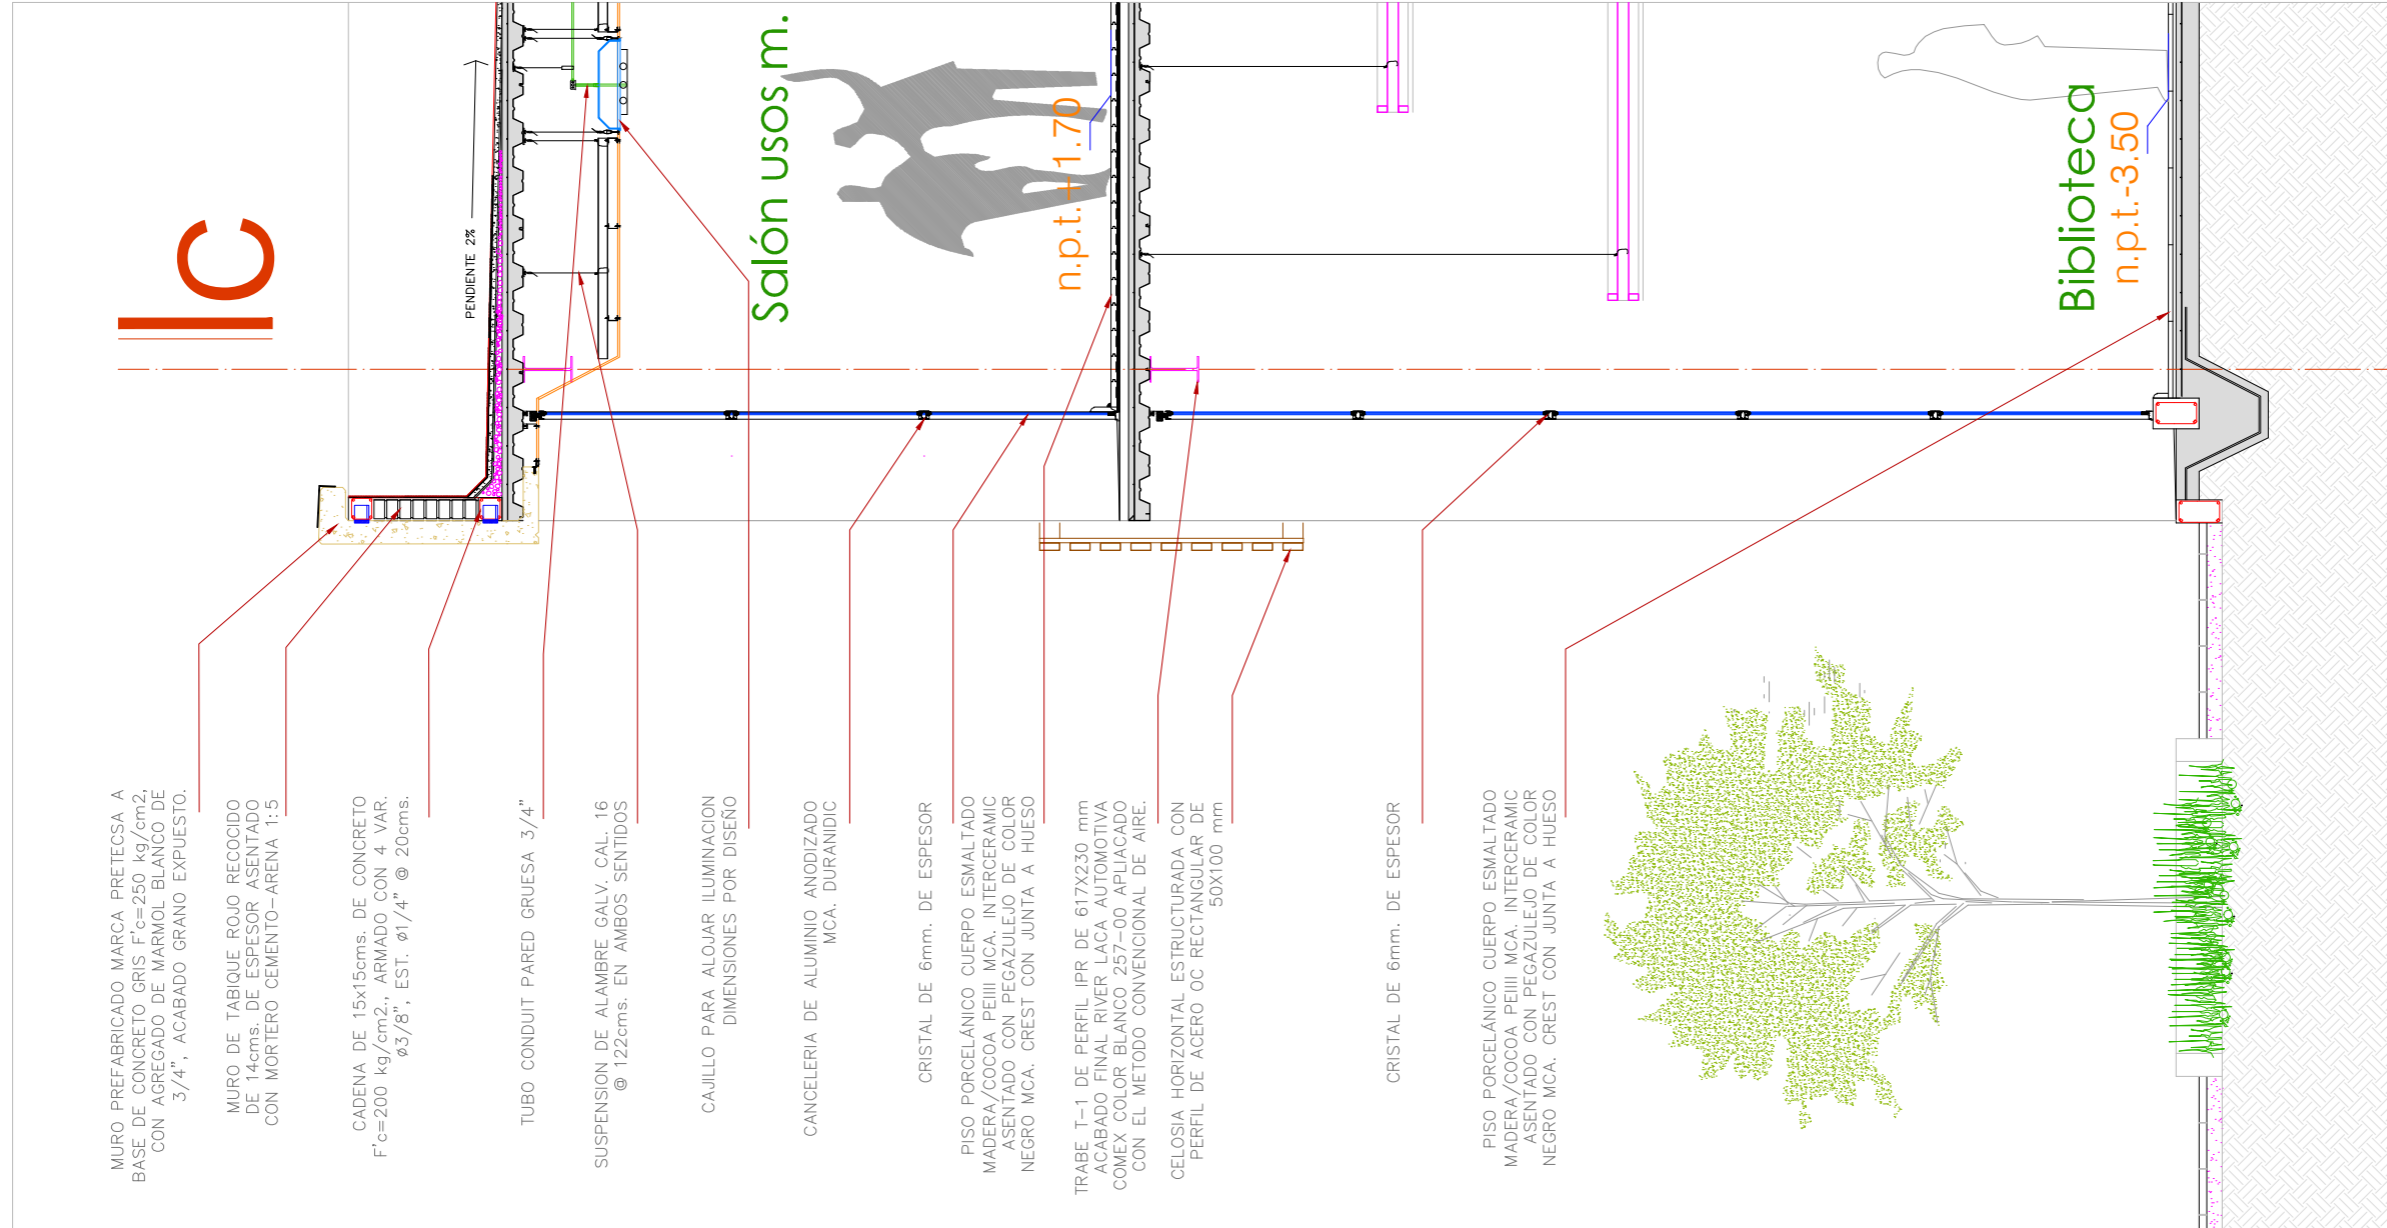 llc
PENDIENTE 2%
Salón usos m.
n.p.t.+1.70
Biblioteca
n.p.t.-3.50
MURO PREFABRICADO MARCA PRETECSA A
BASE DE CONCRETO GRIS F'c=250 kg/cm2,
CON AGREGADO DE MARMOL BLANCO DE
3/4", ACABADO GRANO EXPUESTO.
MURO DE TABIQUE ROJO RECOCIDO
DE 14cms. DE ESPESOR ASENTADO
CON MORTERO CEMENTO-ARENA 1:5
CADENA DE 15x15cms. DE CONCRETO
F'c=200 kg/cm2., ARMADO CON 4 VAR.
ø3/8", EST. ø1/4" @ 20cms.
TUBO CONDUIT PARED GRUESA 3/4"
SUSPENSION DE ALAMBRE GALV. CAL. 16
@ 122cms. EN AMBOS SENTIDOS
CAJILLO PARA ALOJAR ILUMINACION
DIMENSIONES POR DISEÑO
CANCELERIA DE ALUMINIO ANODIZADO
MCA. DURANIDIC
CRISTAL DE 6mm. DE ESPESOR
PISO PORCELÁNICO CUERPO ESMALTADO
MADERA/COCOA PEIIII MCA. INTERCERAMIC
ASENTADO CON PEGAZULEJO DE COLOR
NEGRO MCA. CREST CON JUNTA A HUESO
TRABE T-1 DE PERFIL IPR DE 617X230 mm
ACABADO FINAL RIVER LACA AUTOMOTIVA
COMEX COLOR BLANCO 257-00 APLIACADO
CON EL METODO CONVENCIONAL DE AIRE.
CELOSIA HORIZONTAL ESTRUCTURADA CON
PERFIL DE ACERO OC RECTANGULAR DE
50X100 mm
CRISTAL DE 6mm. DE ESPESOR
PISO PORCELÁNICO CUERPO ESMALTADO
MADERA/COCOA PEIIII MCA. INTERCERAMIC
ASENTADO CON PEGAZULEJO DE COLOR
NEGRO MCA. CREST CON JUNTA A HUESO